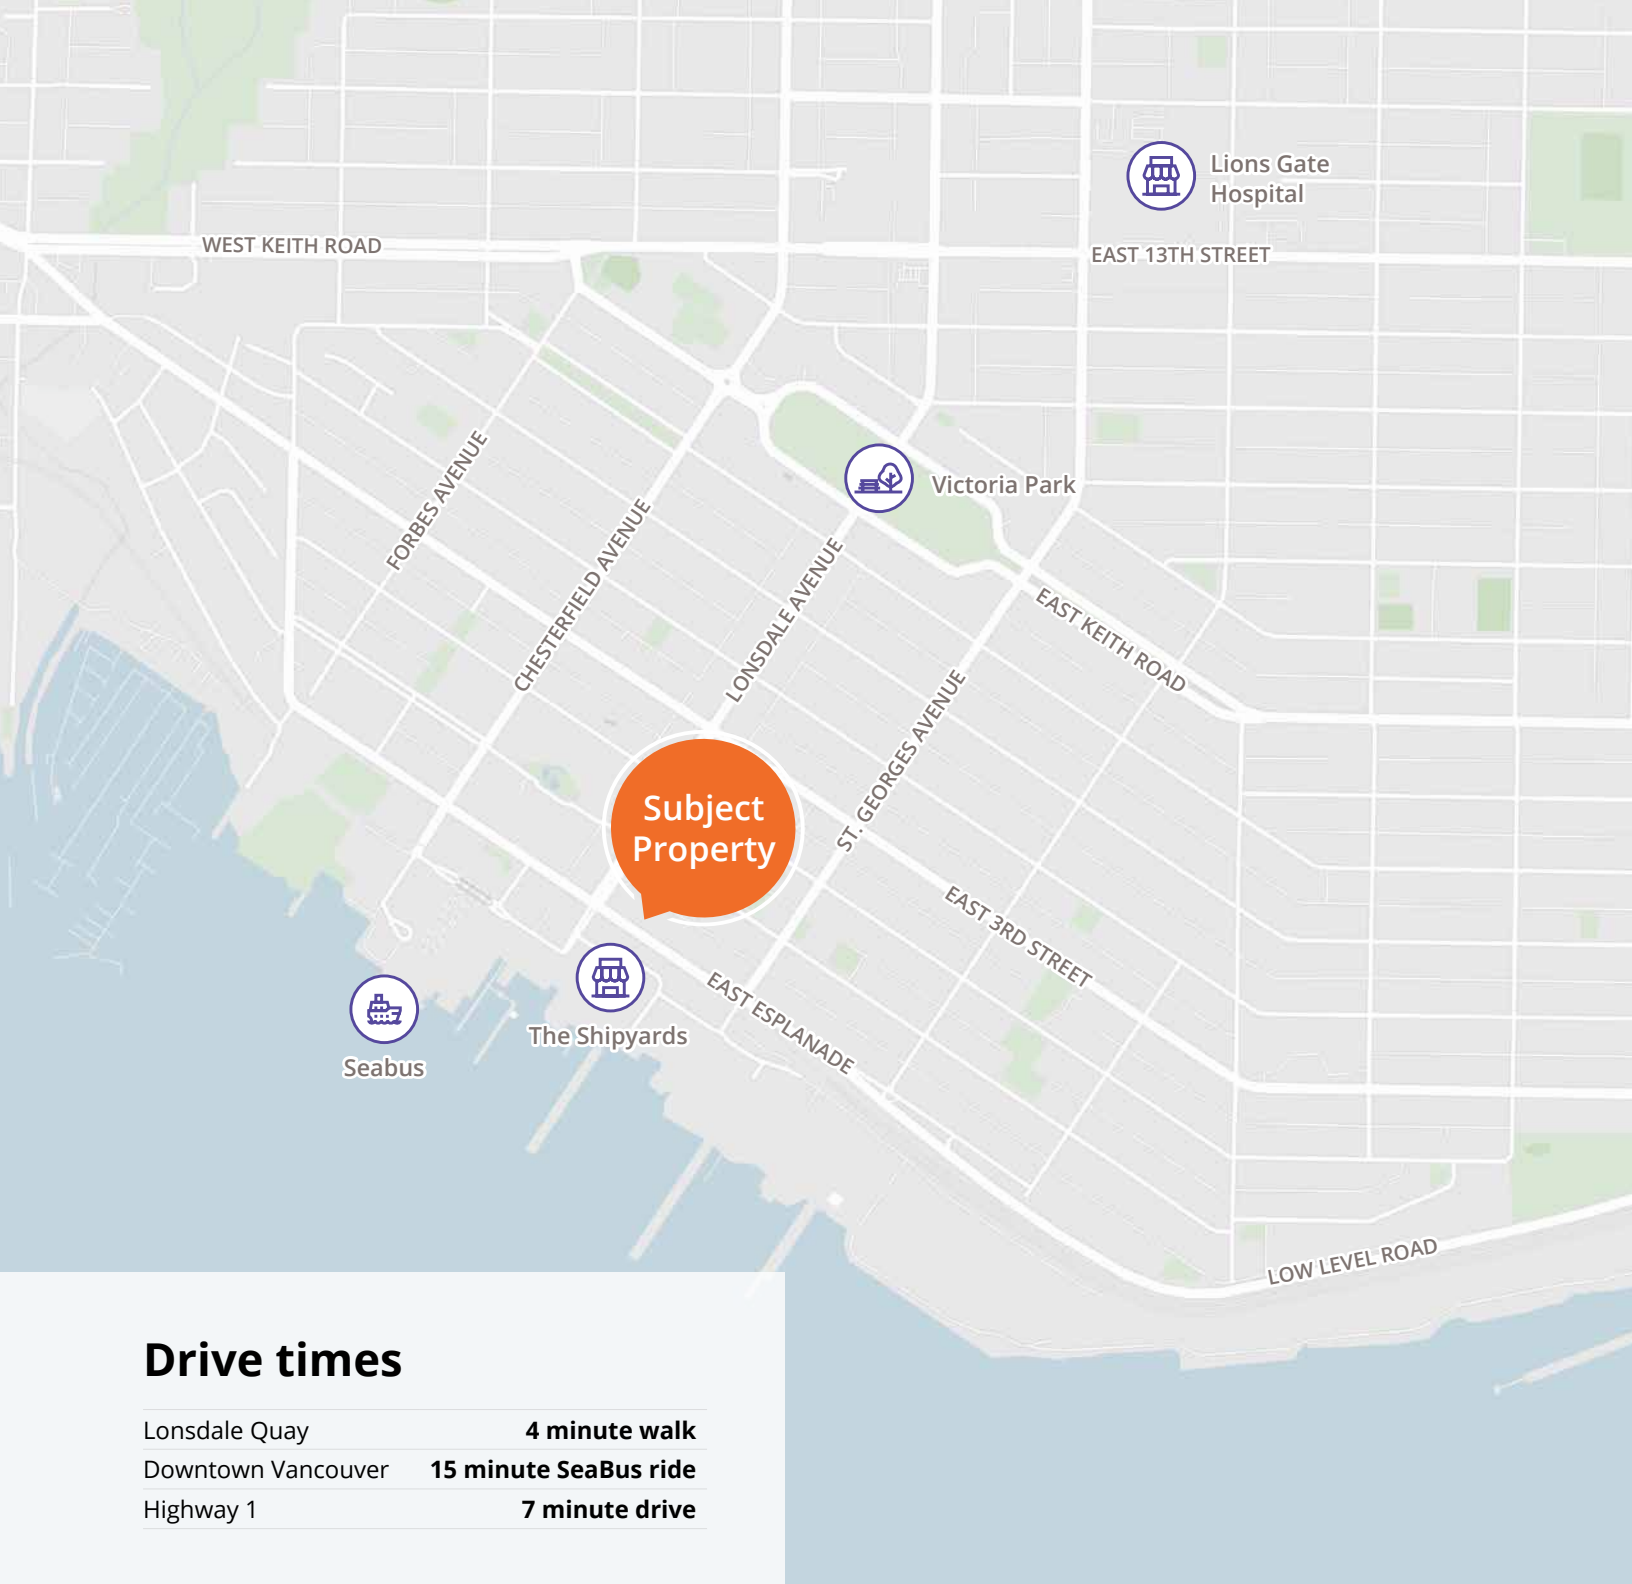 Lions Gate
Hospital
WEST KEITH ROAD
EAST 13TH STREET
FORBES AVENUE
CHESTERFIELD AVENUE
Victoria Park
LONSDALE AVENUE
EAST KEITH ROAD
ST. GEORGES AVENUE
Subject
Property
EAST 3RD STREET
EAST ESPLANADE
The Shipyards
Seabus
LOW LEVEL ROAD
Drive times
Lonsdale Quay 4 minute walk
Downtown Vancouver 15 minute SeaBus ride
Highway 1 7 minute drive